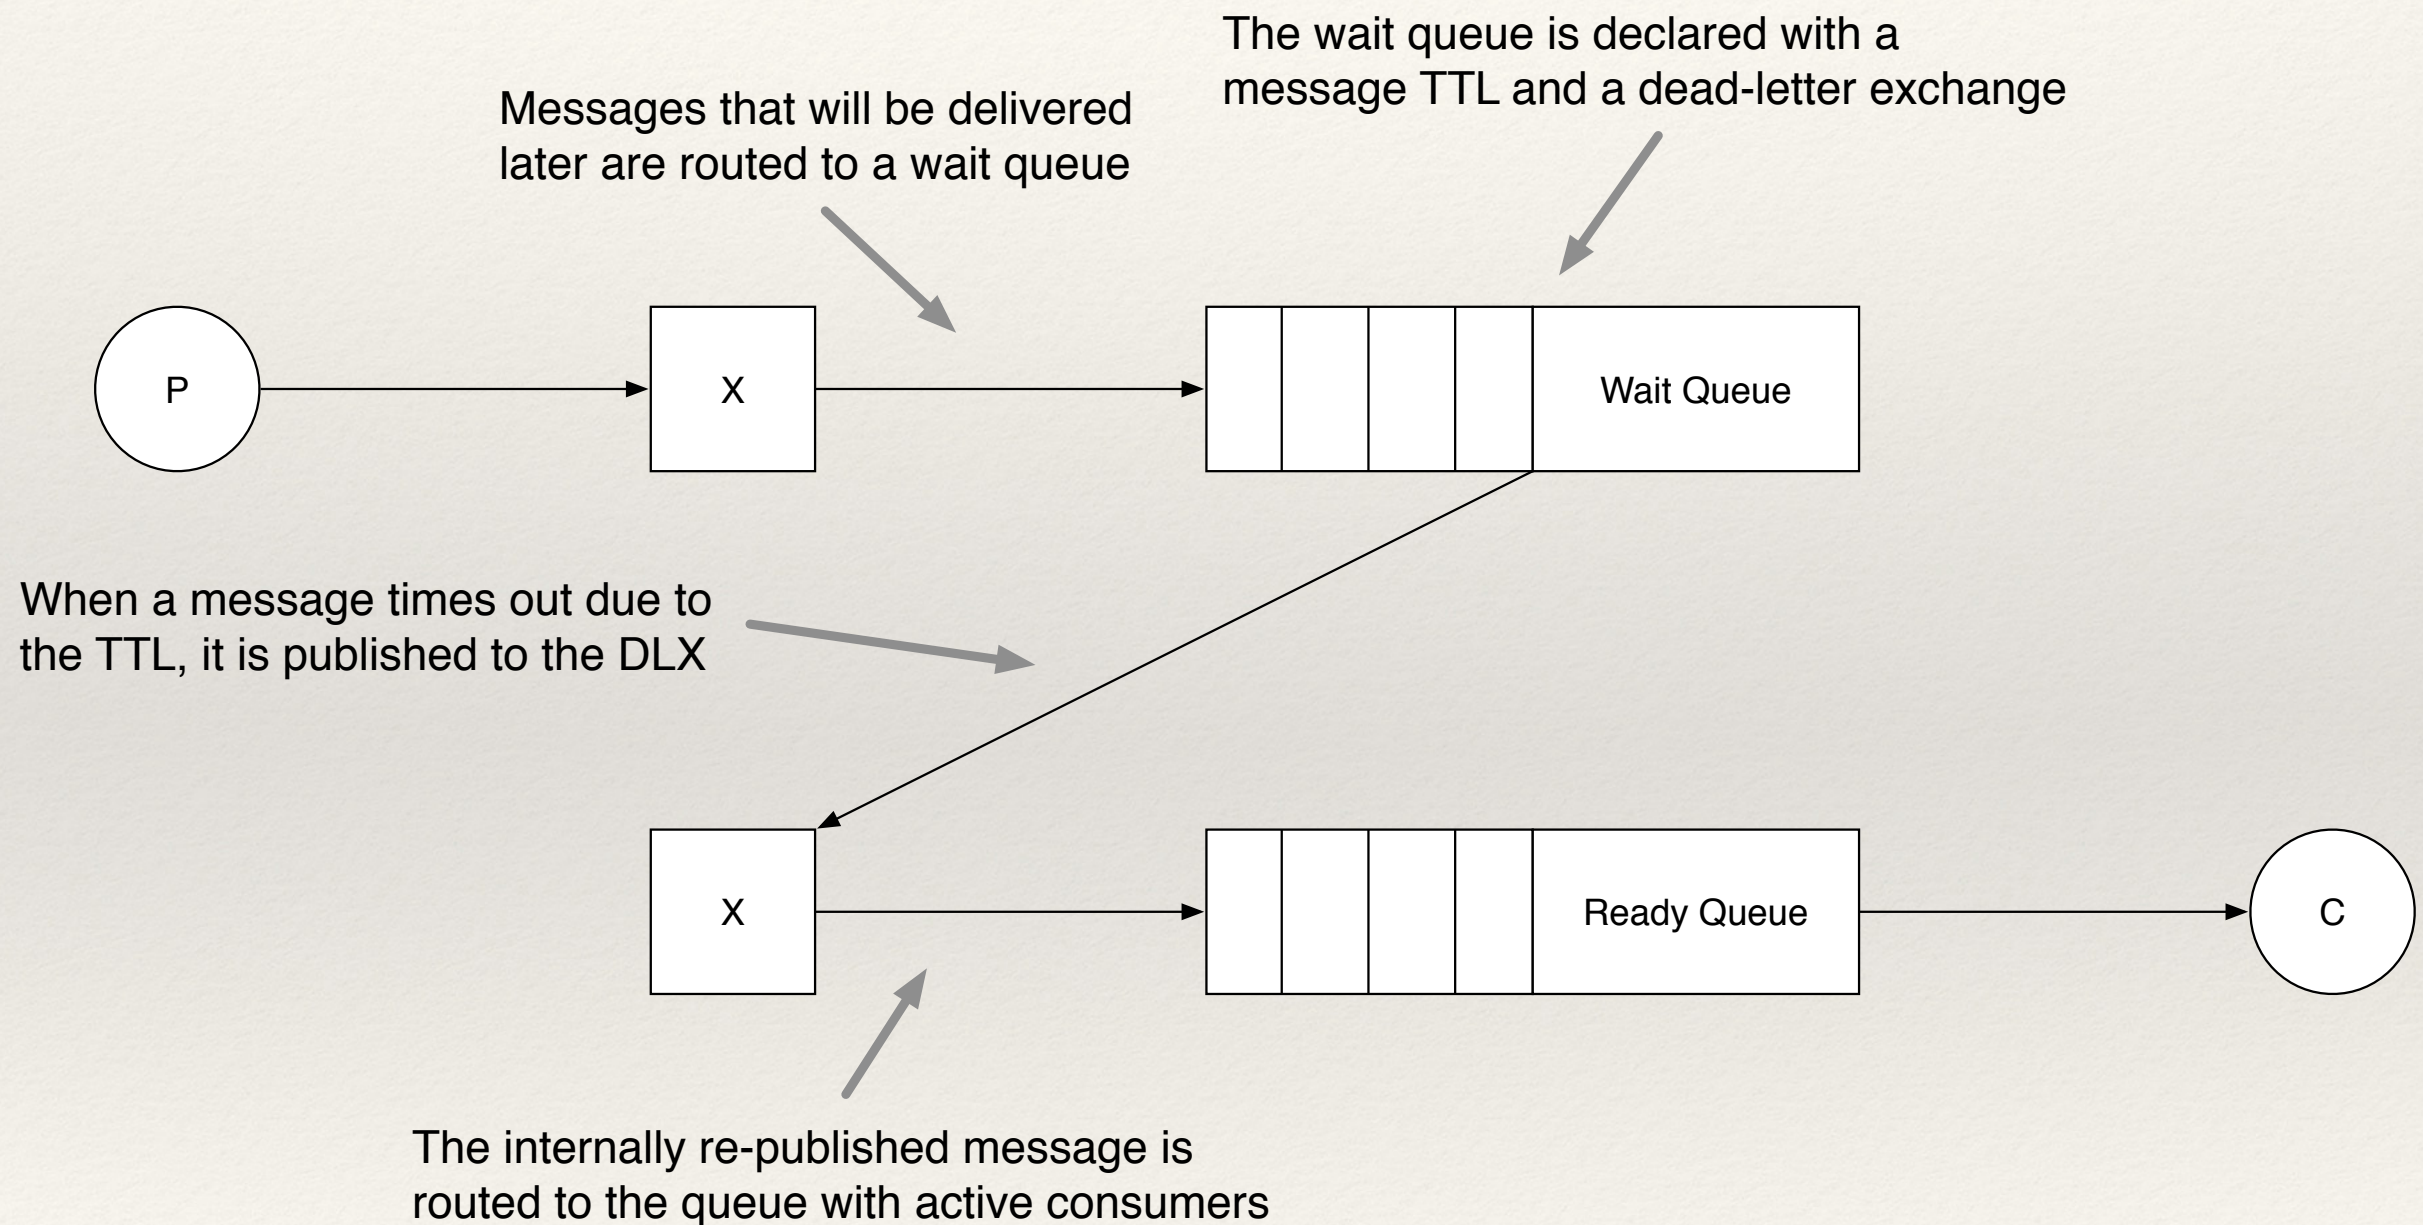 The wait queue is declared with a
message TTL and a dead-letter exchange
Messages that will be delivered
later are routed to a wait queue
P
X
Wait Queue
When a message times out due to
the TTL, it is published to the DLX
X
Ready Queue
C
The internally re-published message is
routed to the queue with active consumers